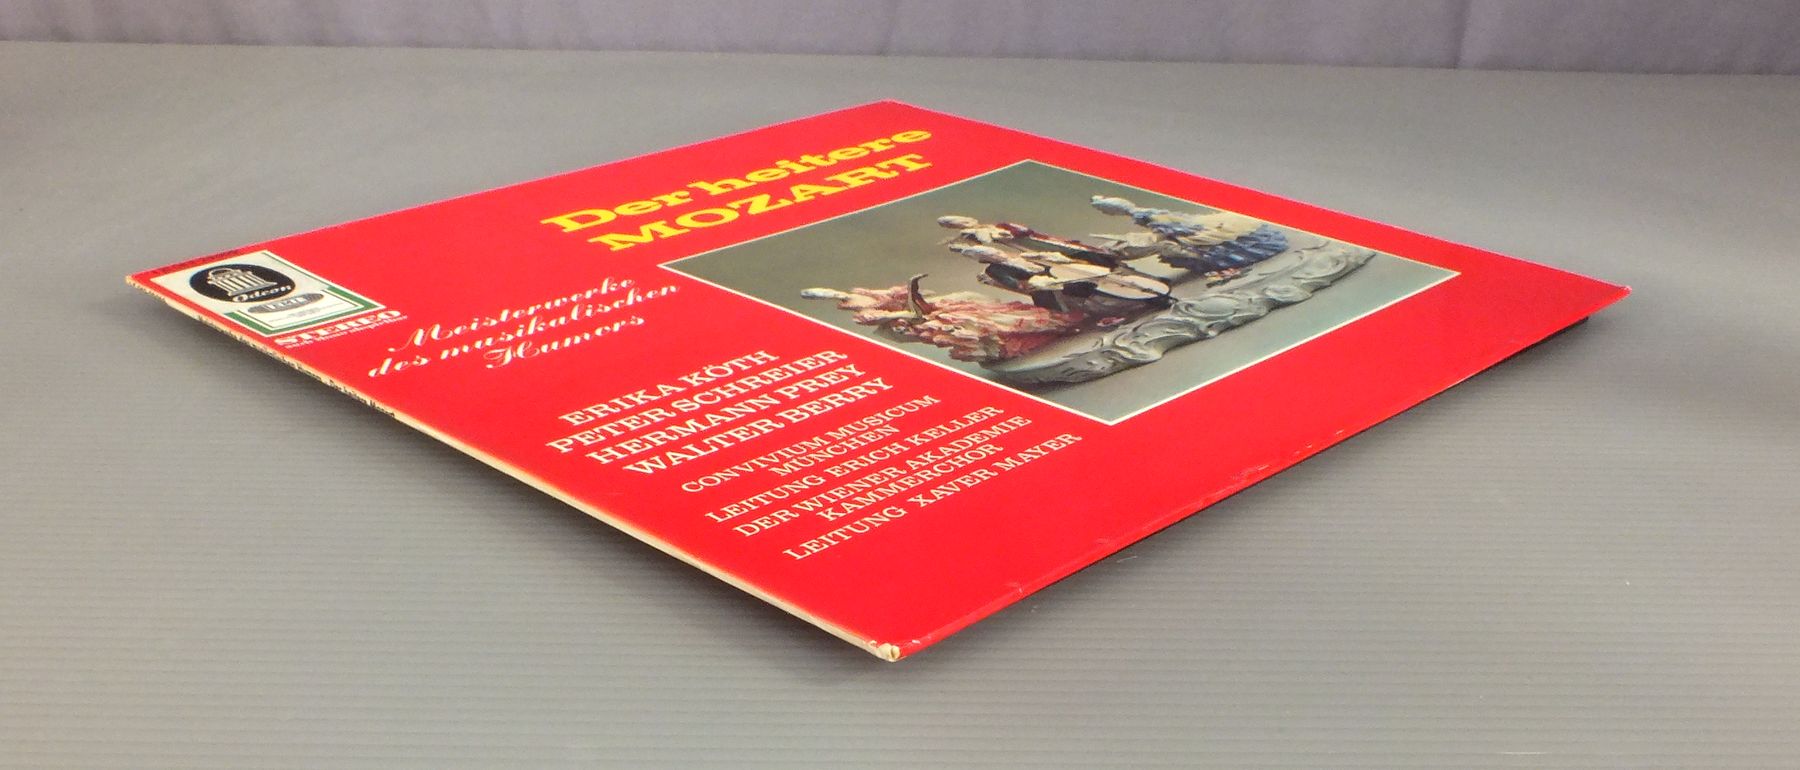 Der heitere
MOZART
Odeon
STEREO
Meisterwerke
des musikalischen
Humors
ERIKA KÖTH
PETER SCHREIER
HERMANN PREY
WALTER BERRY
CONVIVIUM MUSICUM
MÜNCHEN
LEITUNG ERICH KELLER
DER WIENER AKADEMIE
KAMMERCHOR
LEITUNG XAVER MAYER